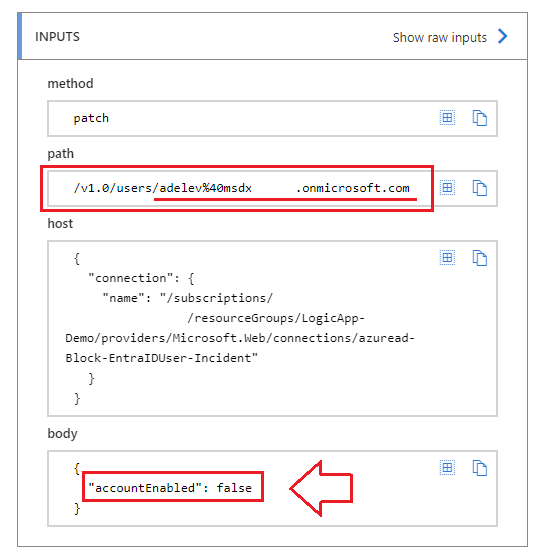 INPUTS
Show raw inputs
method
patch
path
/v1.0/users/adelev%40msdx .onmicrosoft.com
host
{
"connection": {
"name": "/subscriptions/
/resourceGroups/LogicApp-
Demo/providers/Microsoft.Web/connections/azuread-
Block-EntraIDUser-Incident"
}
}
body
{
"accountEnabled": false
}